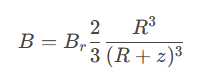 B = B_r \frac{2}{3} \frac{R^3}{(R + z)^3}